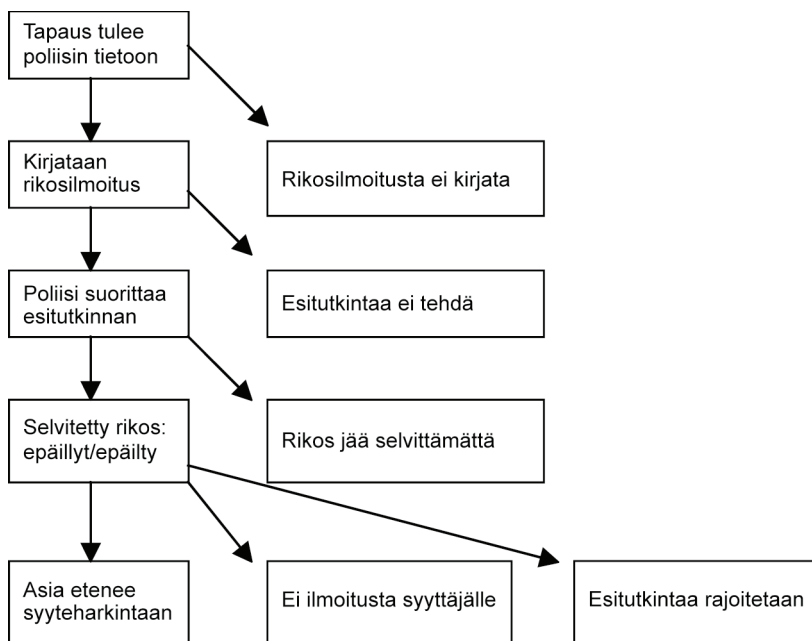 Tapaus tulee
poliisin tietoon
Kirjataan
rikosilmoitus
Rikosilmoitusta ei kirjata
Poliisi suorittaa
esitutkinnan
Esitutkintaa ei tehdä
Selvitetty rikos:
epäillyt/epäilty
Rikos jää selvittämättä
Asia etenee
syyteharkintaan
Ei ilmoitusta syyttäjälle
Esitutkintaa rajoitetaan